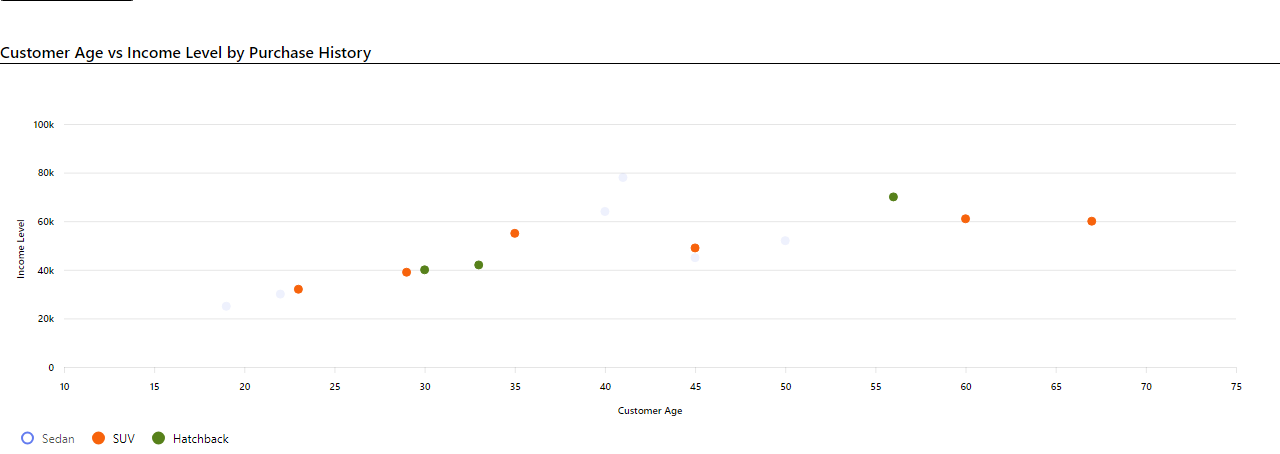 Customer Age vs Income Level by Purchase History
100k
80k
60k
40k
20k
0
Income Level
10 15 20 25 30 35 40 45 50 55 60 65 70 75
Customer Age
Sedan SUV Hatchback